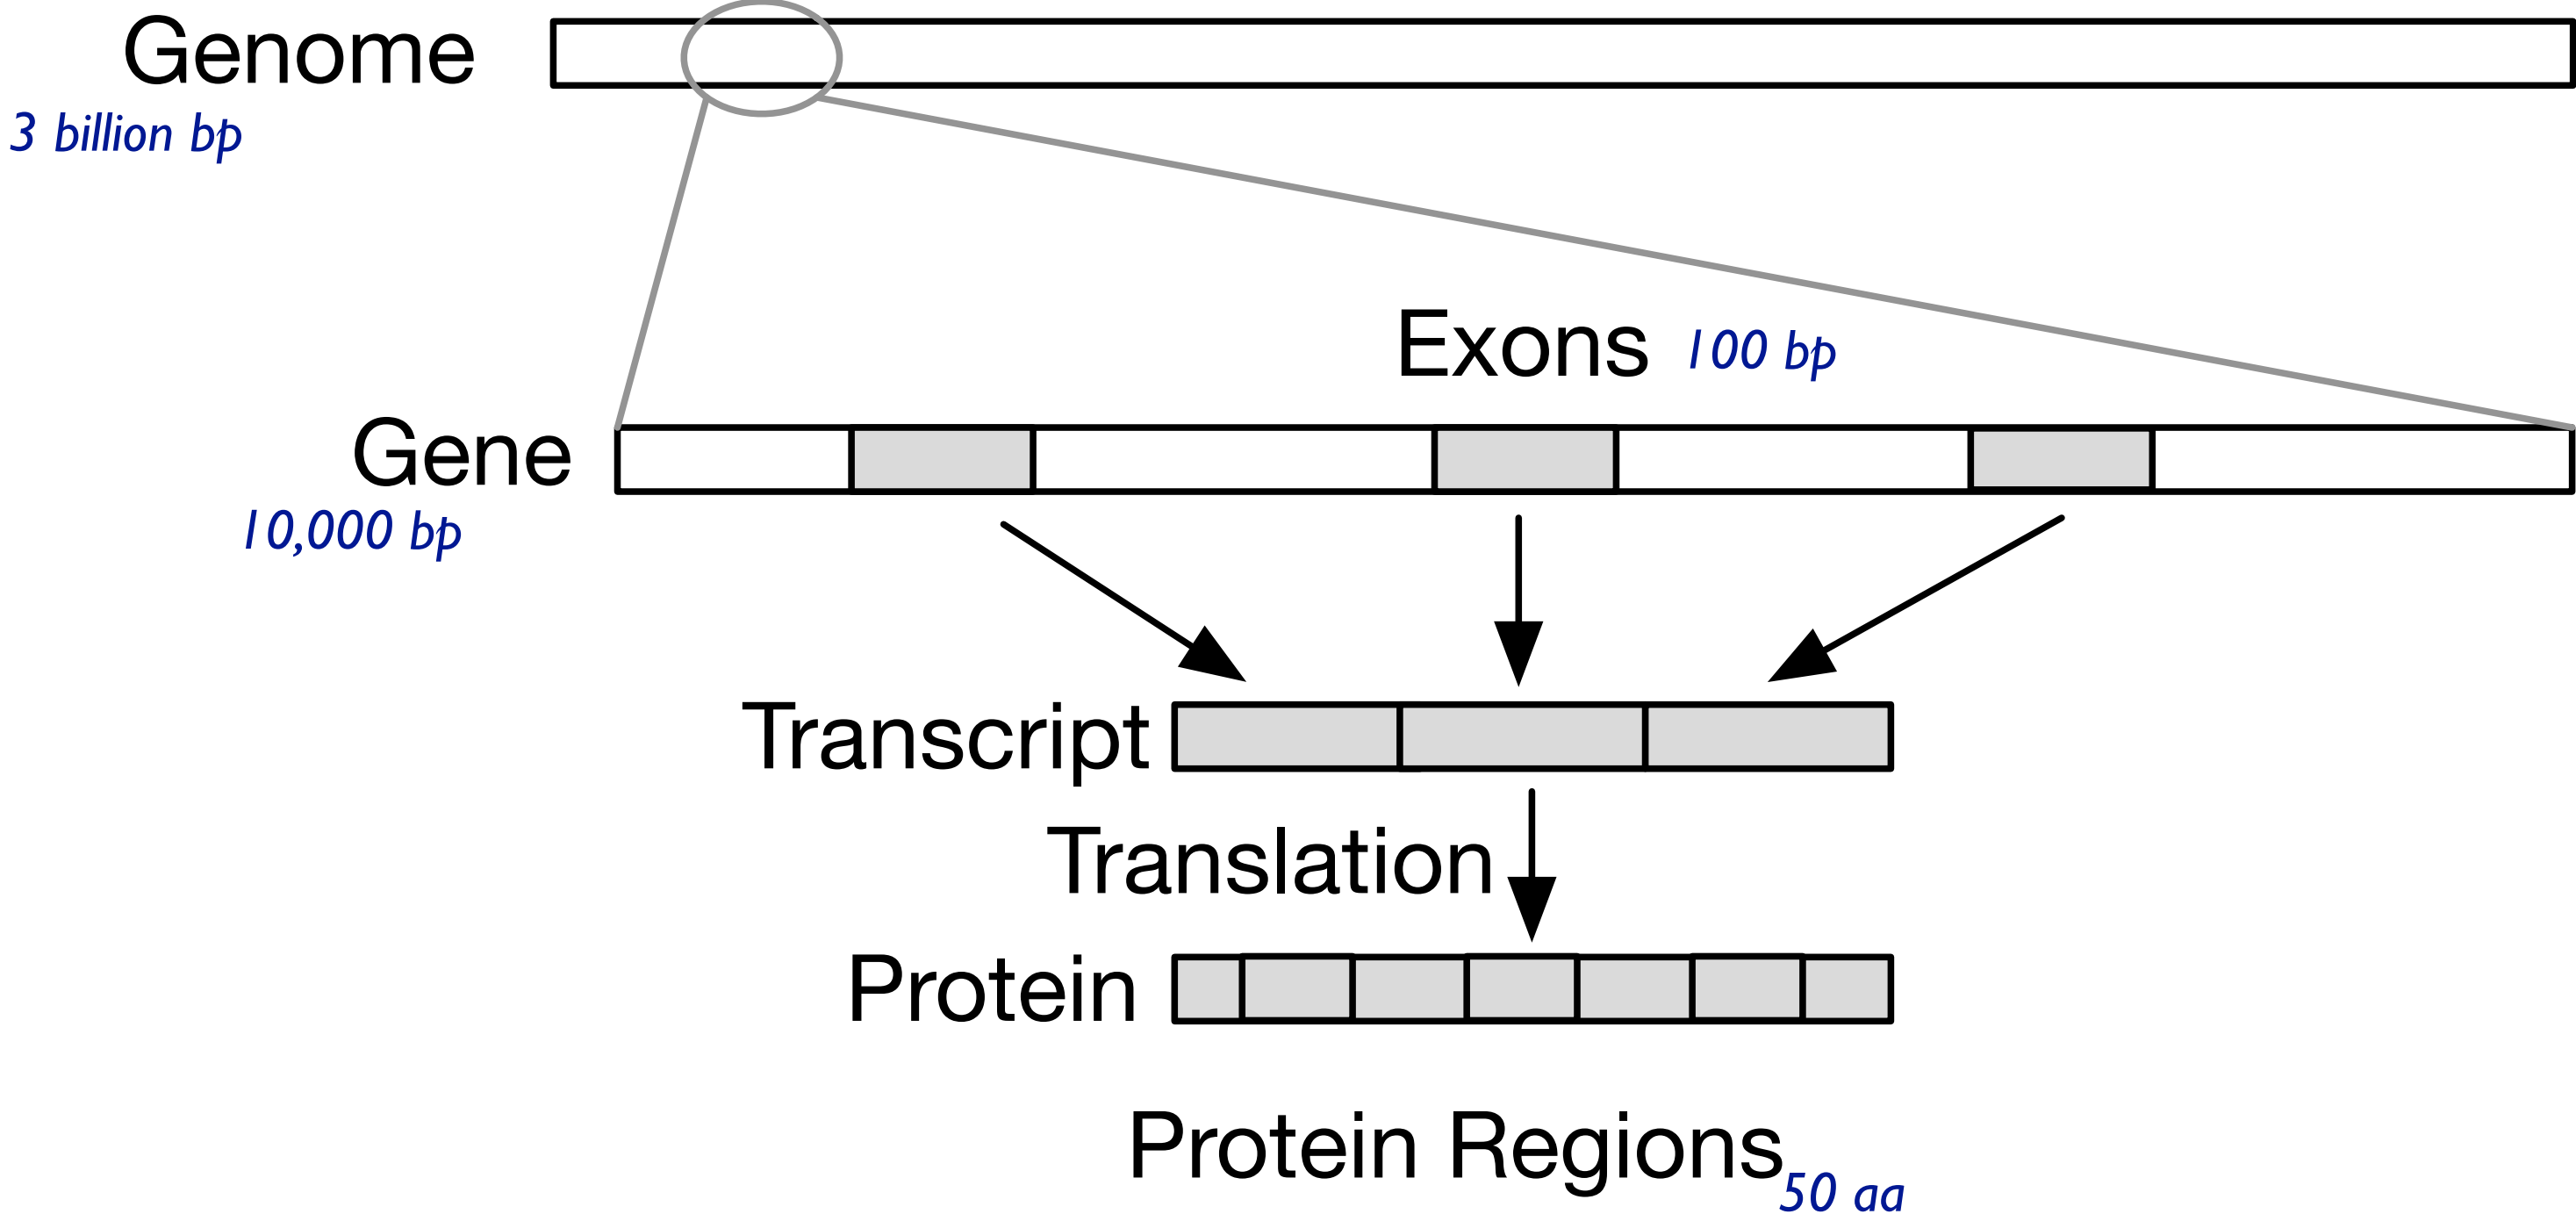 Genome
3 billion bp
Exons 100 bp
Gene
10,000 bp
Transcript
Translation
Protein
Protein Regions
50 aa